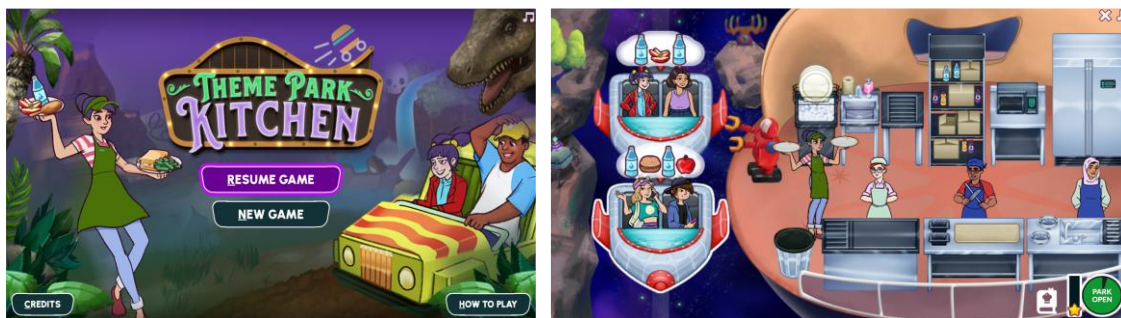 THEME PARK
KITCHEN
RESUME GAME
NEW GAME
CREDITS
HOW TO PLAY
PARK
OPEN